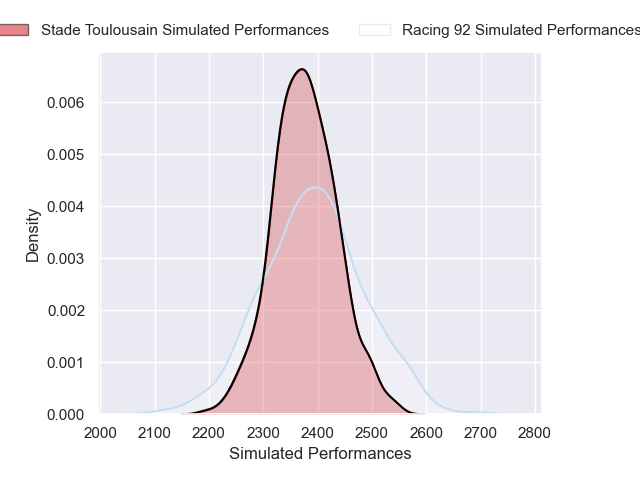 Stade Toulousain Simulated Performances Racing 92 Simulated Performances
0.006
0.005
0.004
0.003
0.002
0.001
0.000
Density
2000 2100 2200 2300 2400 2500 2600 2700 2800
Simulated Performances